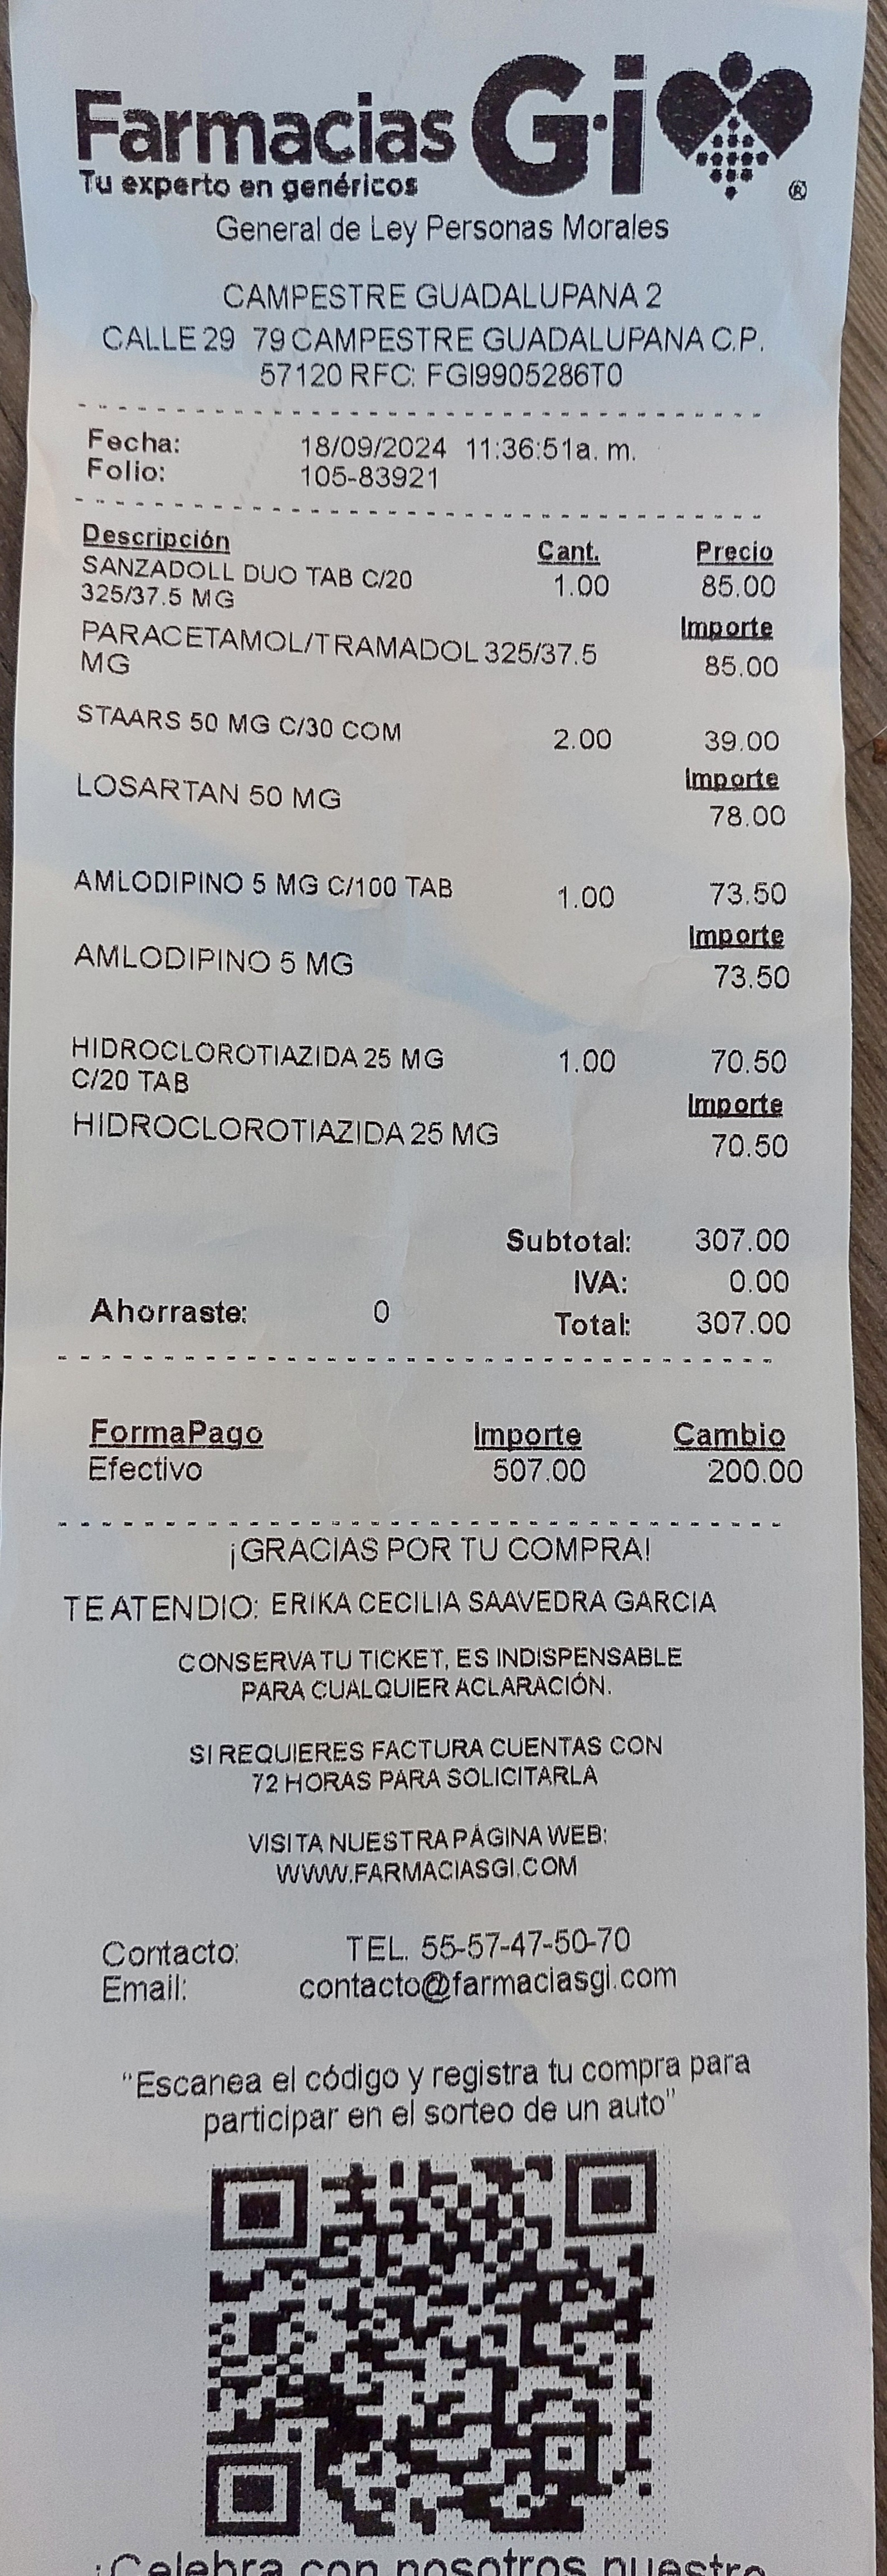 Farmacias G·i
Tu experto en genéricos
®
General de Ley Personas Morales
CAMPESTRE GUADALUPANA 2
CALLE 29 79 CAMPESTRE GUADALUPANA C.P.
57120 RFC: FGI9905286T0
Fecha: 18/09/2024 11:36:51a. m.
Folio: 105-83921
Descripción Cant. Precio
SANZADOLL DUO TAB C/20 1.00 85.00
325/37.5 MG
Importe
PARACETAMOL/TRAMADOL 325/37.5 85.00
MG
STAARS 50 MG C/30 COM 2.00 39.00
Importe
LOSARTAN 50 MG 78.00
AMLODIPINO 5 MG C/100 TAB 1.00 73.50
Importe
AMLODIPINO 5 MG 73.50
HIDROCLOROTIAZIDA 25 MG 1.00 70.50
C/20 TAB
Importe
HIDROCLOROTIAZIDA 25 MG 70.50
Subtotal: 307.00
IVA: 0.00
Ahorraste: 0 Total: 307.00
FormaPago Importe Cambio
Efectivo 507.00 200.00
¡GRACIAS POR TU COMPRA!
TE ATENDIO: ERIKA CECILIA SAAVEDRA GARCIA
CONSERVA TU TICKET, ES INDISPENSABLE
PARA CUALQUIER ACLARACIÓN.
SI REQUIERES FACTURA CUENTAS CON
72 HORAS PARA SOLICITARLA
VISITA NUESTRA PÁGINA WEB:
WWW.FARMACIASGI.COM
Contacto: TEL. 55-57-47-50-70
Email: contacto@farmaciasgi.com
"Escanea el código y registra tu compra para
participar en el sorteo de un auto"
¡Celebra con nosotros nuestro